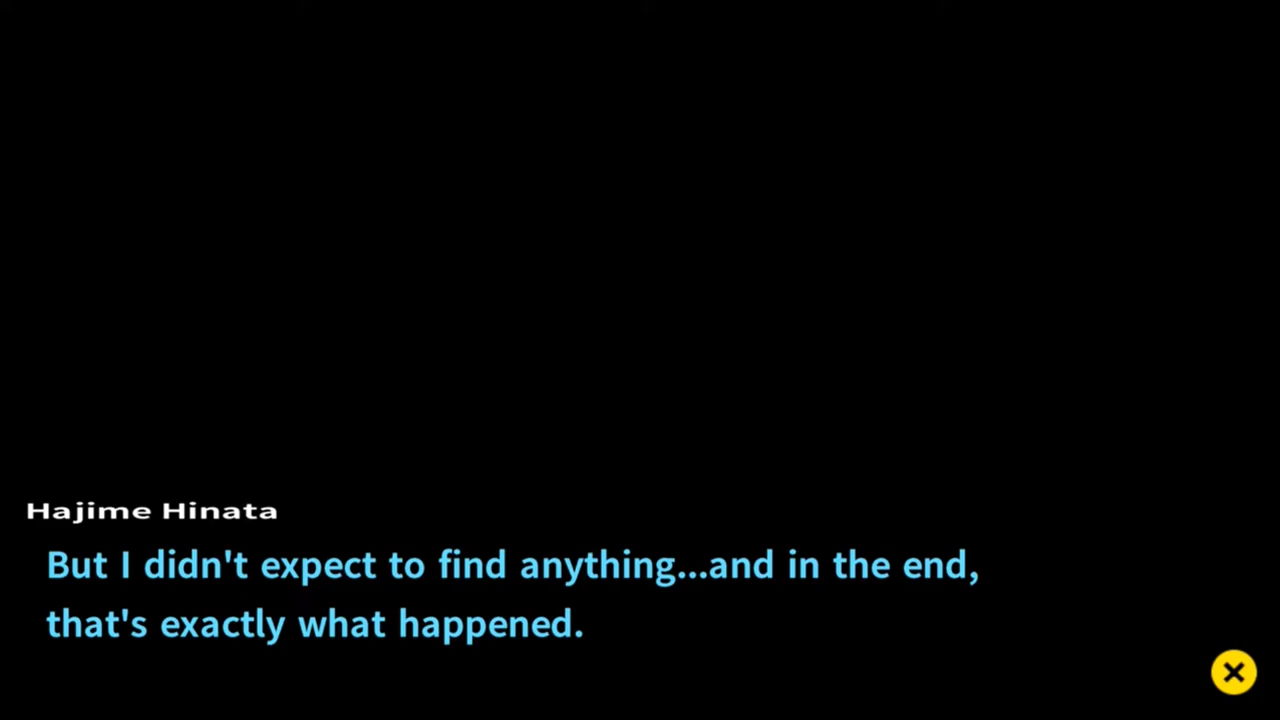 Hajime Hinata
But I didn't expect to find anything...and in the end,
that's exactly what happened.